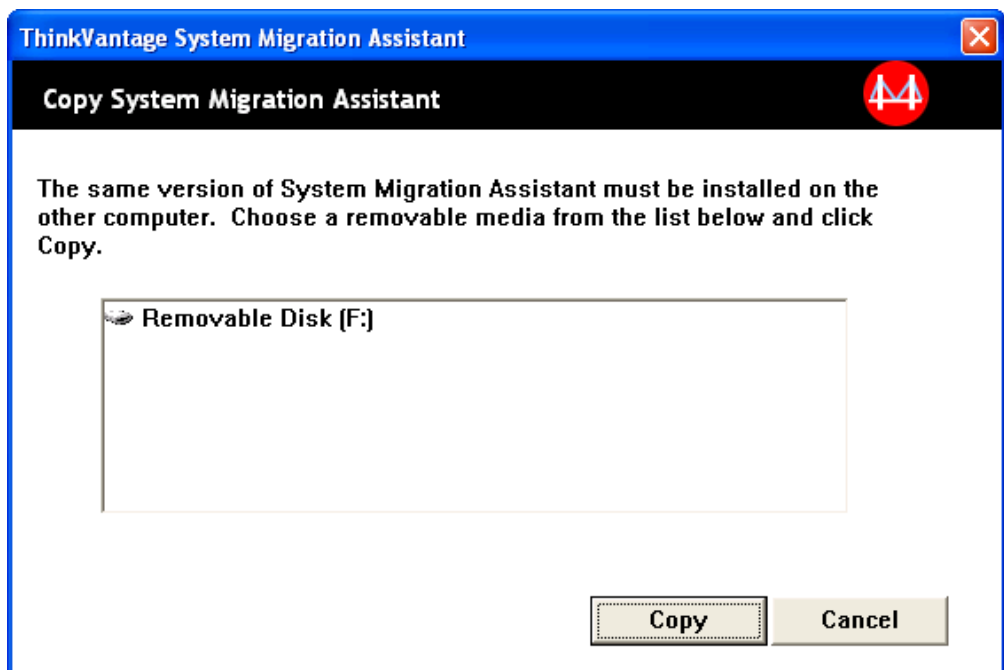 ThinkVantage System Migration Assistant
Copy System Migration Assistant
The same version of System Migration Assistant must be installed on the
other computer.  Choose a removable media from the list below and click
Copy.
Removable Disk (F:)
Copy
Cancel